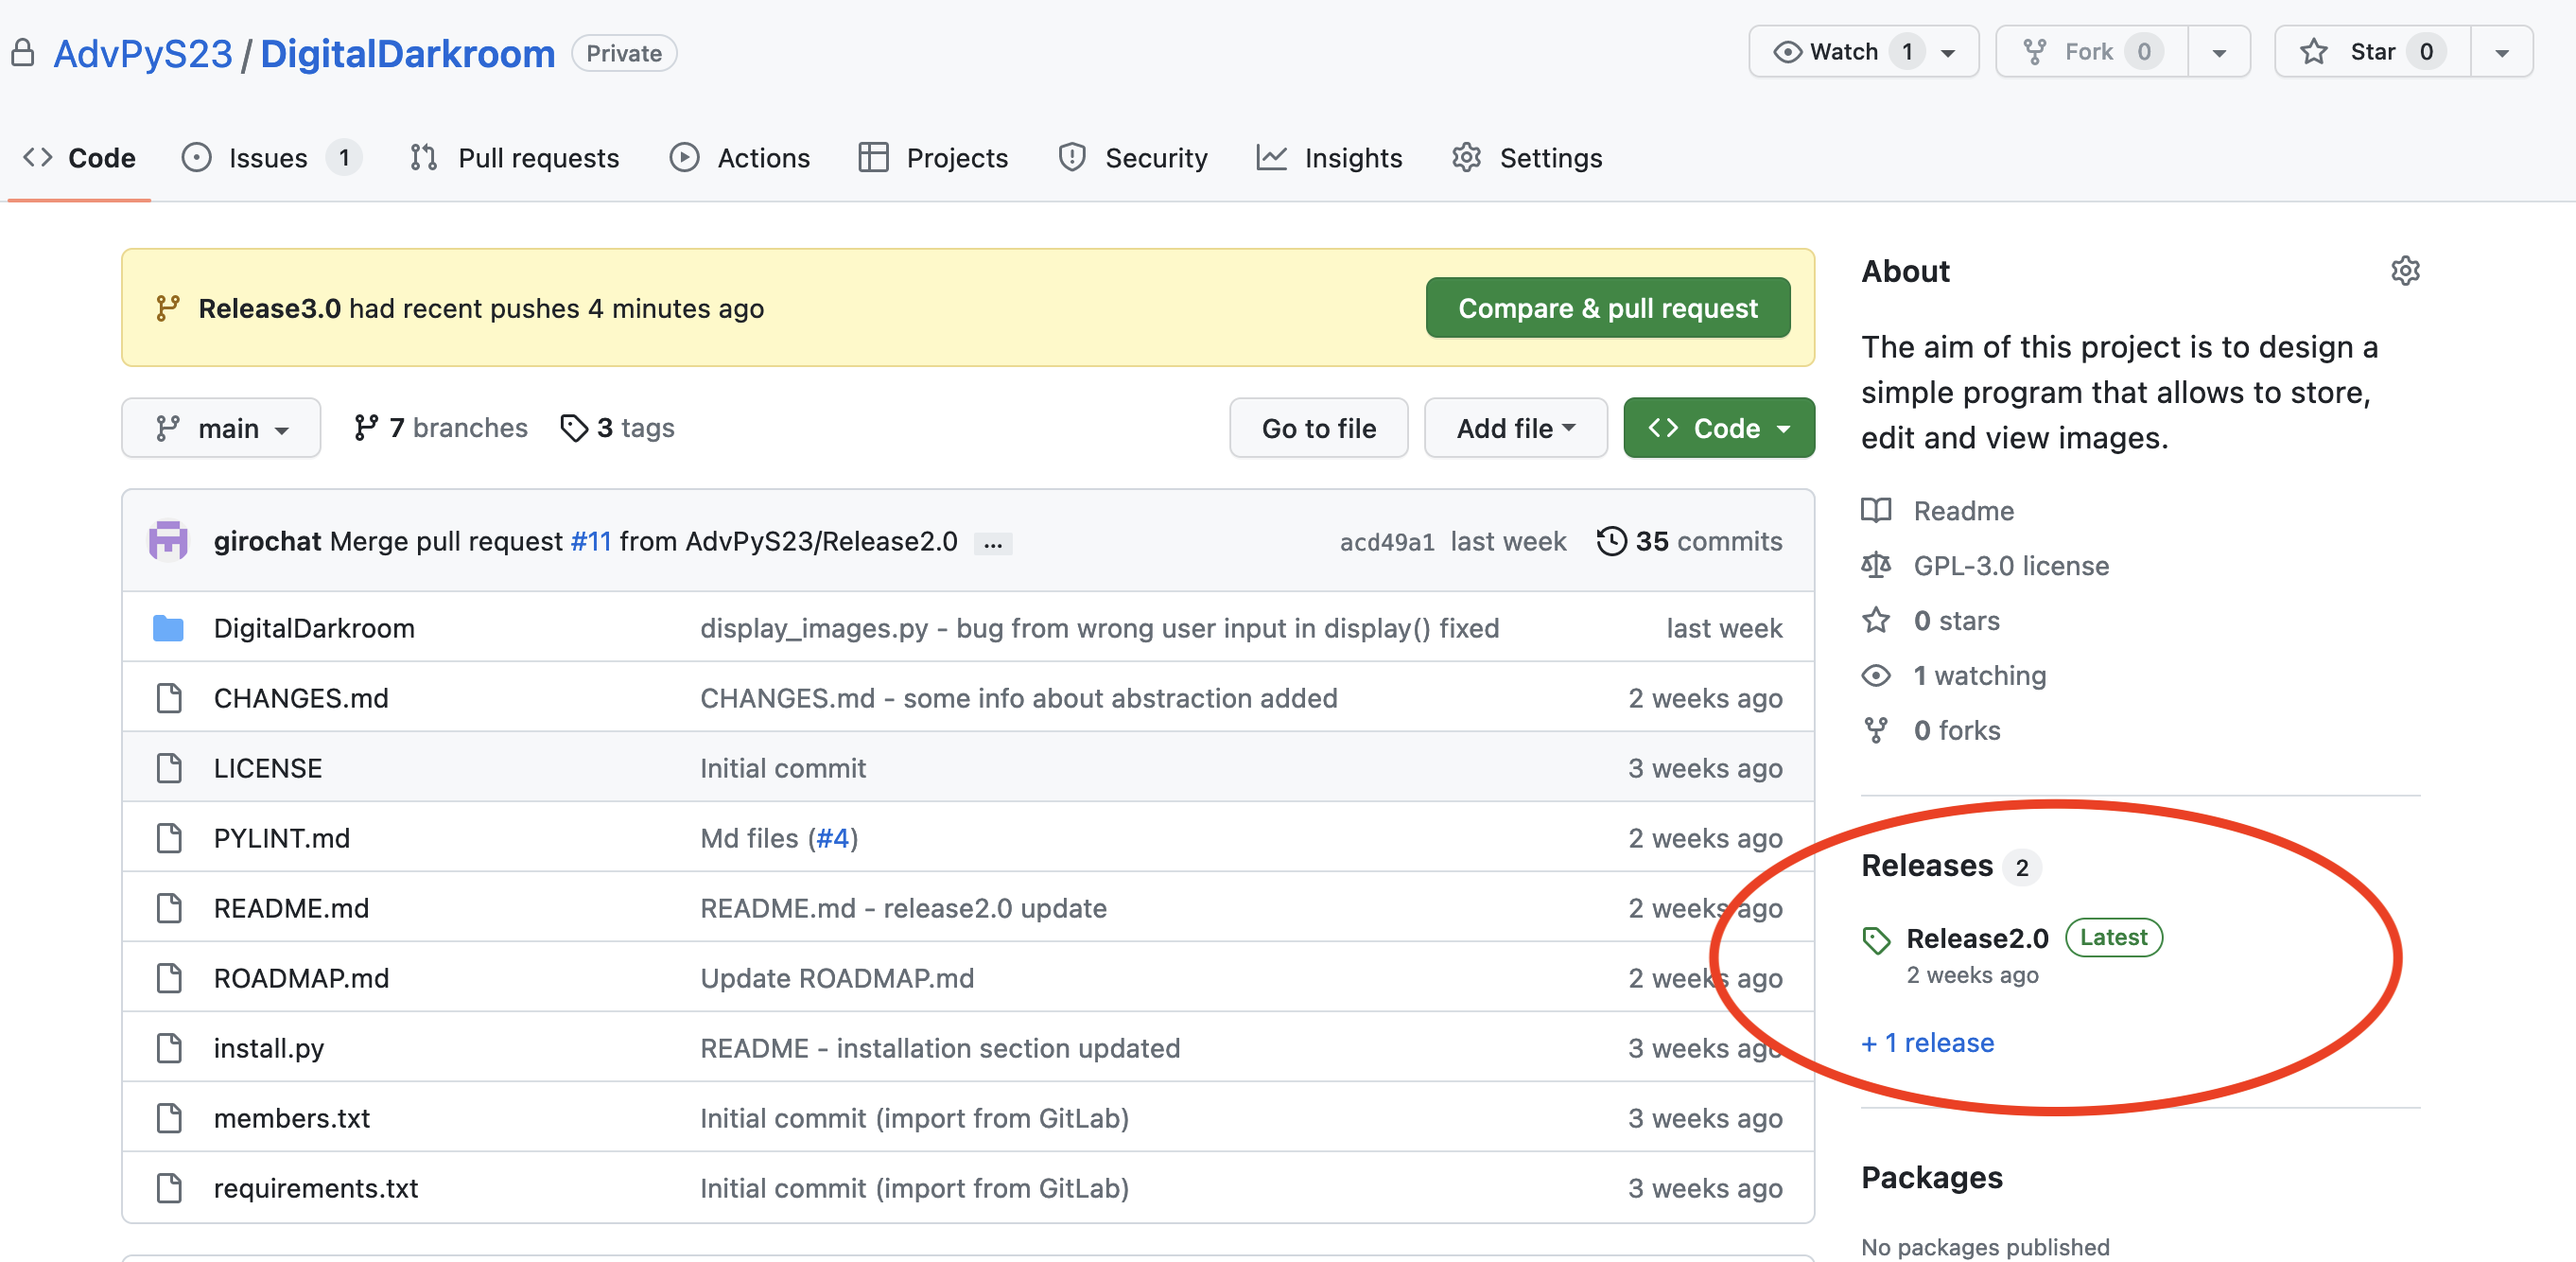 AdvPyS23 / DigitalDarkroom Private
Watch 1
Fork 0
Star 0
Code
Issues 1
Pull requests
Actions
Projects
Security
Insights
Settings
Release3.0 had recent pushes 4 minutes ago
Compare & pull request
main
7 branches
3 tags
Go to file
Add file
Code
girochat Merge pull request #11 from AdvPyS23/Release2.0 ...
acd49a1 last week
35 commits
DigitalDarkroom display_images.py - bug from wrong user input in display() fixed last week
CHANGES.md CHANGES.md - some info about abstraction added 2 weeks ago
LICENSE Initial commit 3 weeks ago
PYLINT.md Md files (#4) 2 weeks ago
README.md README.md - release2.0 update 2 weeks ago
ROADMAP.md Update ROADMAP.md 2 weeks ago
install.py README - installation section updated 3 weeks ago
members.txt Initial commit (import from GitLab) 3 weeks ago
requirements.txt Initial commit (import from GitLab) 3 weeks ago
About
The aim of this project is to design a
simple program that allows to store,
edit and view images.
Readme
GPL-3.0 license
0 stars
1 watching
0 forks
Releases 2
Release2.0 Latest
2 weeks ago
+ 1 release
Packages
No packages published